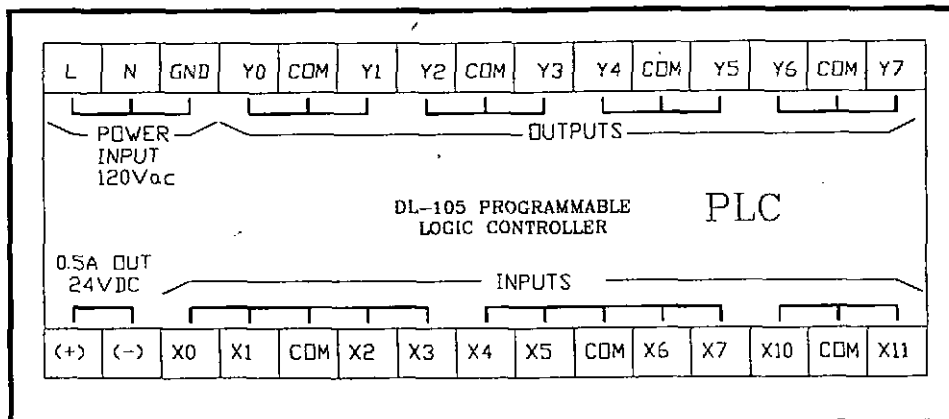 L N GND Y0 COM Y1 Y2 COM Y3 Y4 COM Y5 Y6 COM Y7
POWER INPUT 120Vac
OUTPUTS
DL-105 PROGRAMMABLE
LOGIC CONTROLLER
PLC
0.5A OUT
24VDC
INPUTS
(+) (-) X0 X1 COM X2 X3 X4 X5 COM X6 X7 X10 COM X11